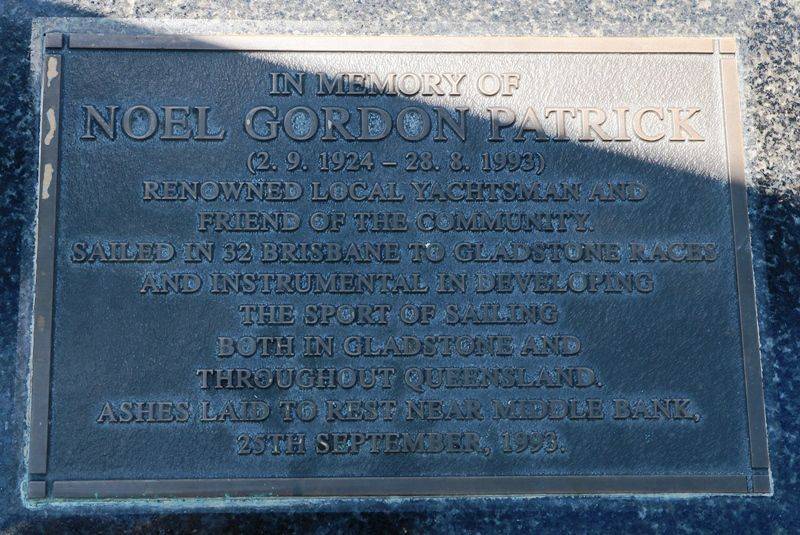 IN MEMORY OF
NOEL GORDON PATRICK
(2. 9. 1924 – 28. 8. 1993)
RENOWNED LOCAL YACHTSMAN AND
FRIEND OF THE COMMUNITY.
SAILED IN 32 BRISBANE TO GLADSTONE RACES
AND INSTRUMENTAL IN DEVELOPING
THE SPORT OF SAILING
BOTH IN GLADSTONE AND
THROUGHOUT QUEENSLAND.
ASHES LAID TO REST NEAR MIDDLE BANK,
25TH SEPTEMBER, 1993.